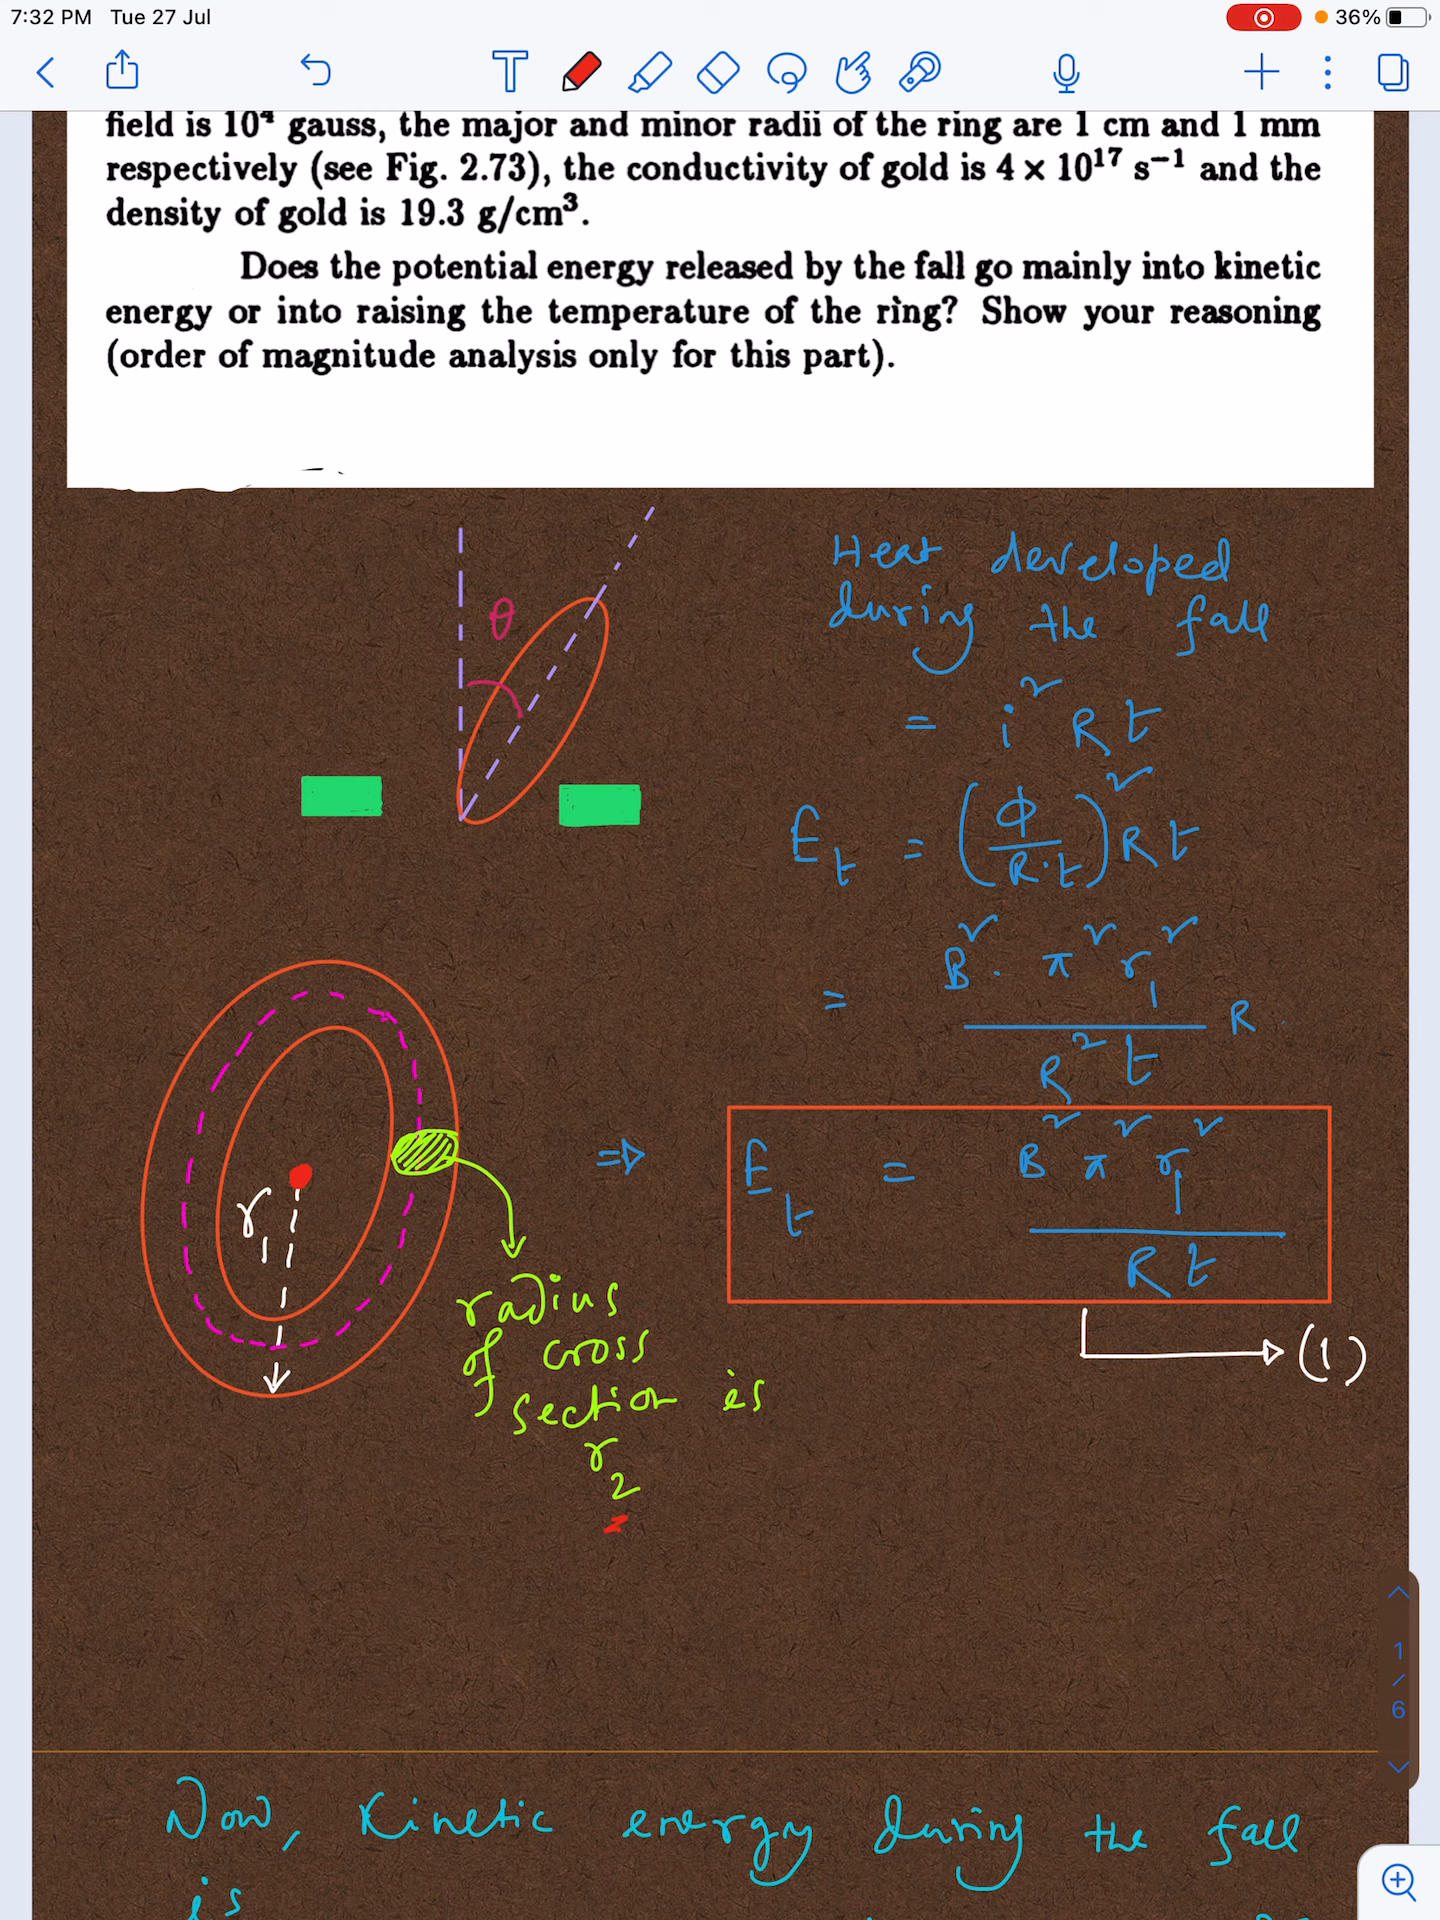 7:32 PM Tue 27 Jul 36%
T
field is 10⁴ gauss, the major and minor radii of the ring are 1 cm and 1 mm
respectively (see Fig. 2.73), the conductivity of gold is 4 × 10¹⁷ s⁻¹ and the
density of gold is 19.3 g/cm³.
Does the potential energy released by the fall go mainly into kinetic
energy or into raising the temperature of the ring? Show your reasoning
(order of magnitude analysis only for this part).
θ
Heat developed
during the fall
= i² R t
E_t = (Φ / R·t)² R t
= B² · π² r₁² / R² t R
⇒ E_t = B² π² r₁² / R t
→ (1)
r₁
radius
of cross
section is
r₂
1
/
6
Now, Kinetic energy during the fall
is